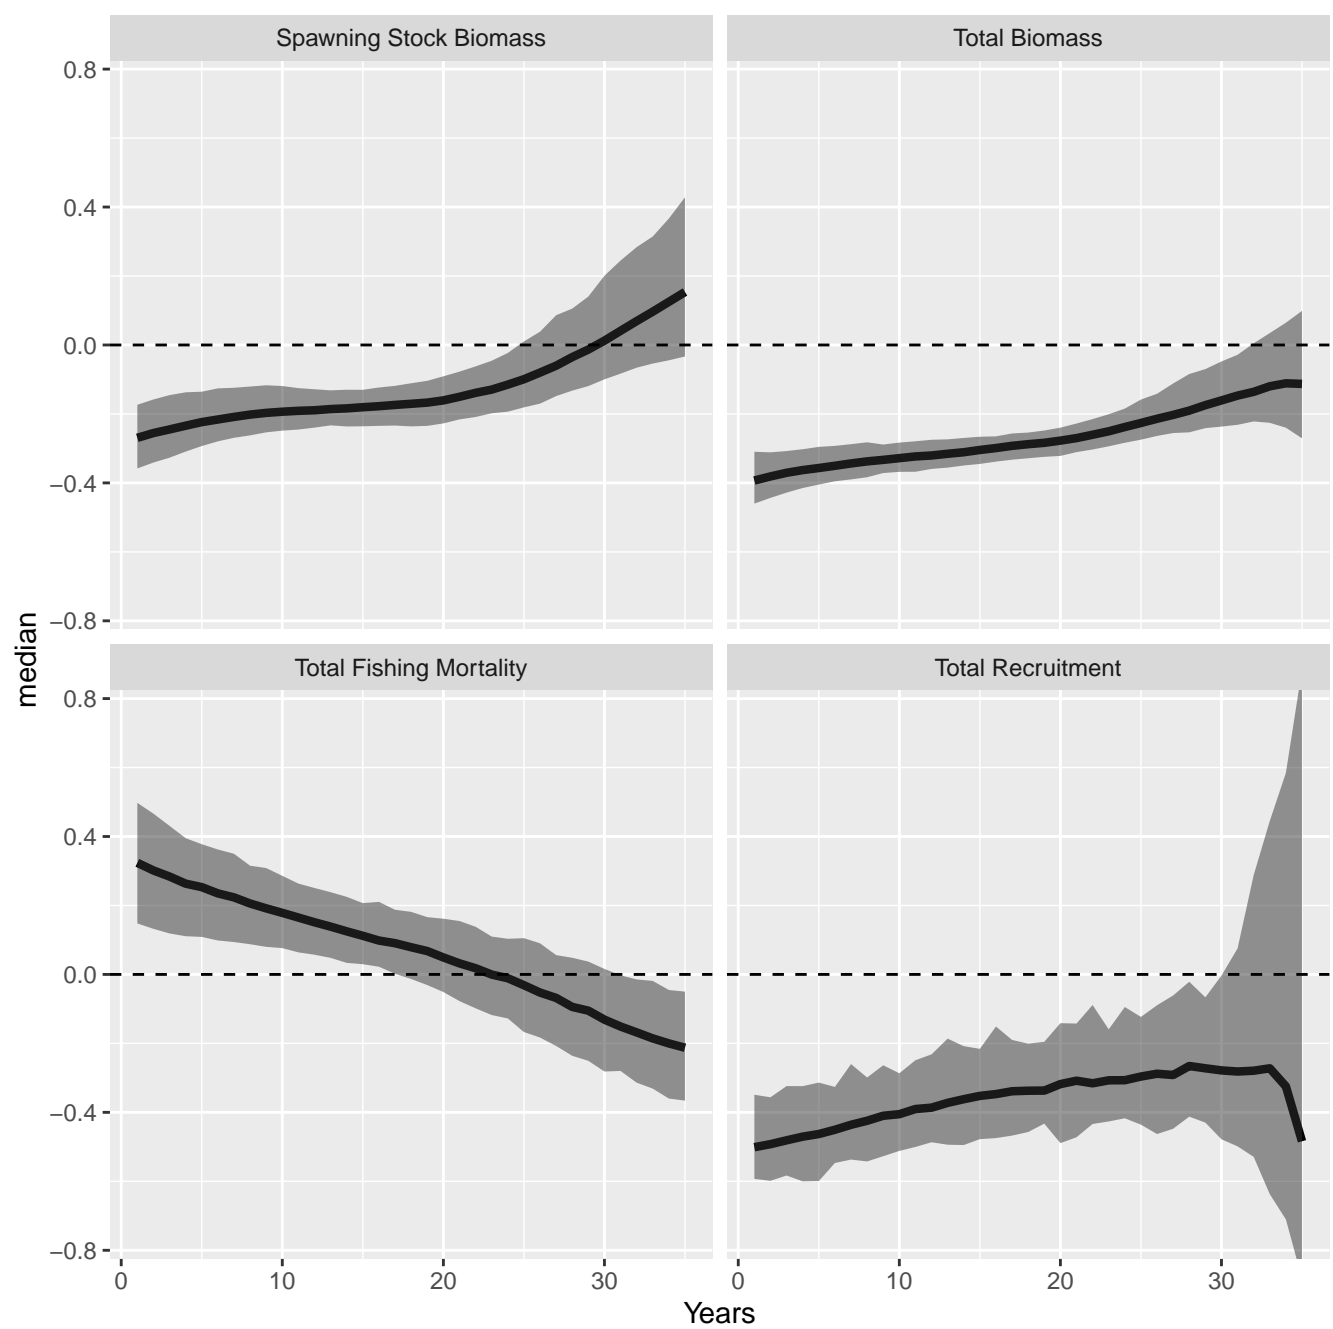 Spawning Stock Biomass
Total Biomass
0.8
0.4
0.0
−0.4
−0.8
median
Total Fishing Mortality
Total Recruitment
0.8
0.4
0.0
−0.4
−0.8
0 10 20 30
0 10 20 30
Years